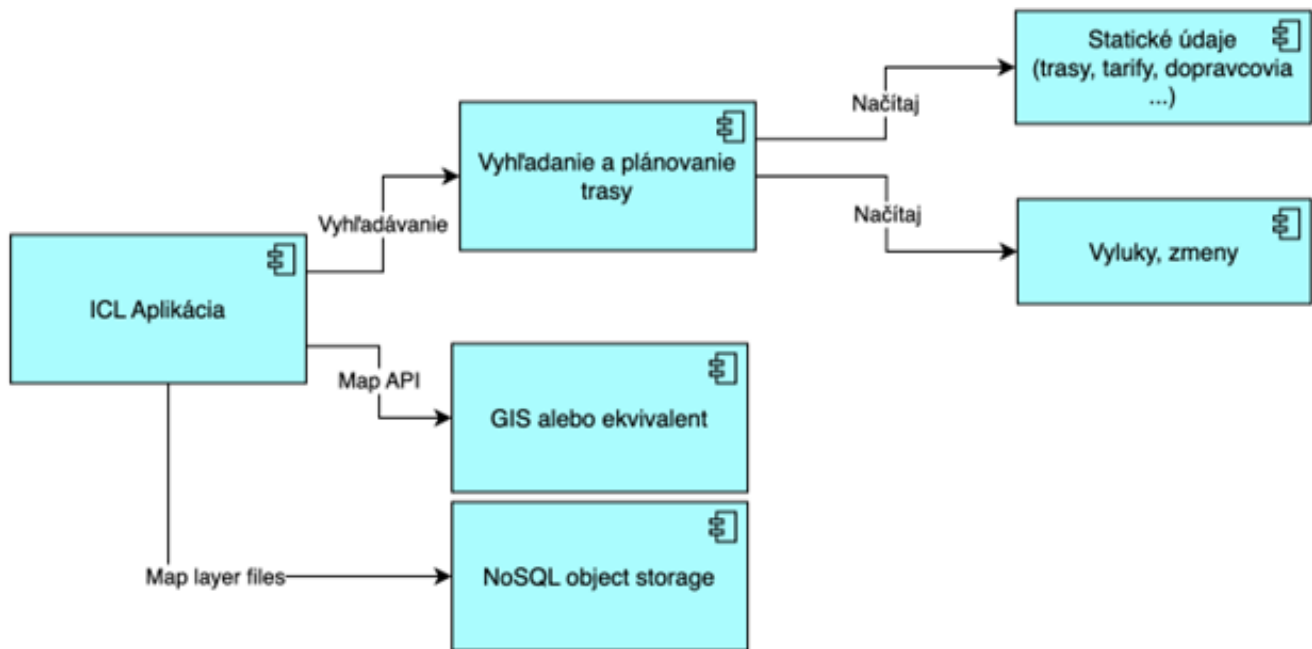 Statické údaje
(trasy, tarify, dopravcovia
...)
Načítaj
Vyhľadanie a plánovanie
trasy
Vyhľadávanie
Načítaj
Vyluky, zmeny
ICL Aplikácia
Map API
GIS alebo ekvivalent
Map layer files
NoSQL object storage